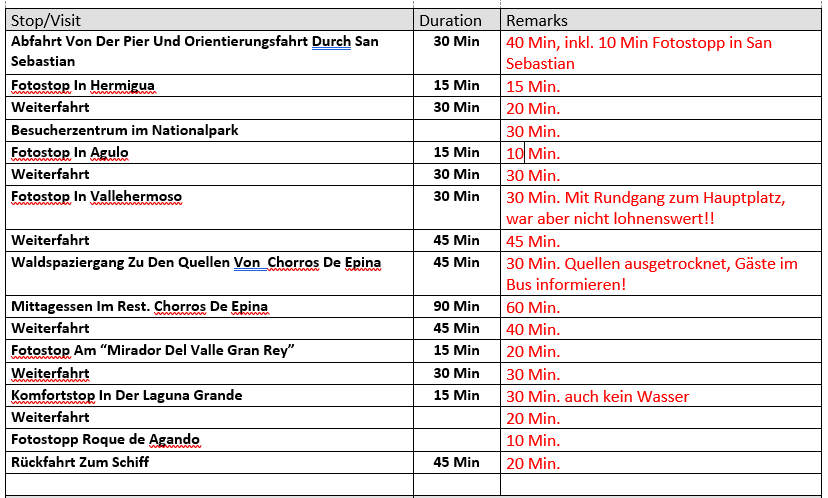 Stop/Visit Duration Remarks
Abfahrt Von Der Pier Und Orientierungsfahrt Durch San 30 Min 40 Min, inkl. 10 Min Fotostopp in San
Sebastian Sebastian
Fotostop In Hermigua 15 Min 15 Min.
Weiterfahrt 30 Min 20 Min.
Besucherzentrum im Nationalpark 30 Min.
Fotostop In Agulo 15 Min 10 Min.
Weiterfahrt 30 Min 30 Min.
Fotostop In Vallehermoso 30 Min 30 Min. Mit Rundgang zum Hauptplatz,
war aber nicht lohnenswert!!
Weiterfahrt 45 Min 45 Min.
Waldspaziergang Zu Den Quellen Von Chorros De Epina 45 Min 30 Min. Quellen ausgetrocknet, Gäste im
Bus informieren!
Mittagessen Im Rest. Chorros De Epina 90 Min 60 Min.
Weiterfahrt 45 Min 40 Min.
Fotostop Am “Mirador Del Valle Gran Rey” 15 Min 20 Min.
Weiterfahrt 30 Min 30 Min.
Komfortstop In Der Laguna Grande 15 Min 30 Min. auch kein Wasser
Weiterfahrt 20 Min.
Fotostopp Roque de Agando 10 Min.
Rückfahrt Zum Schiff 45 Min 20 Min.